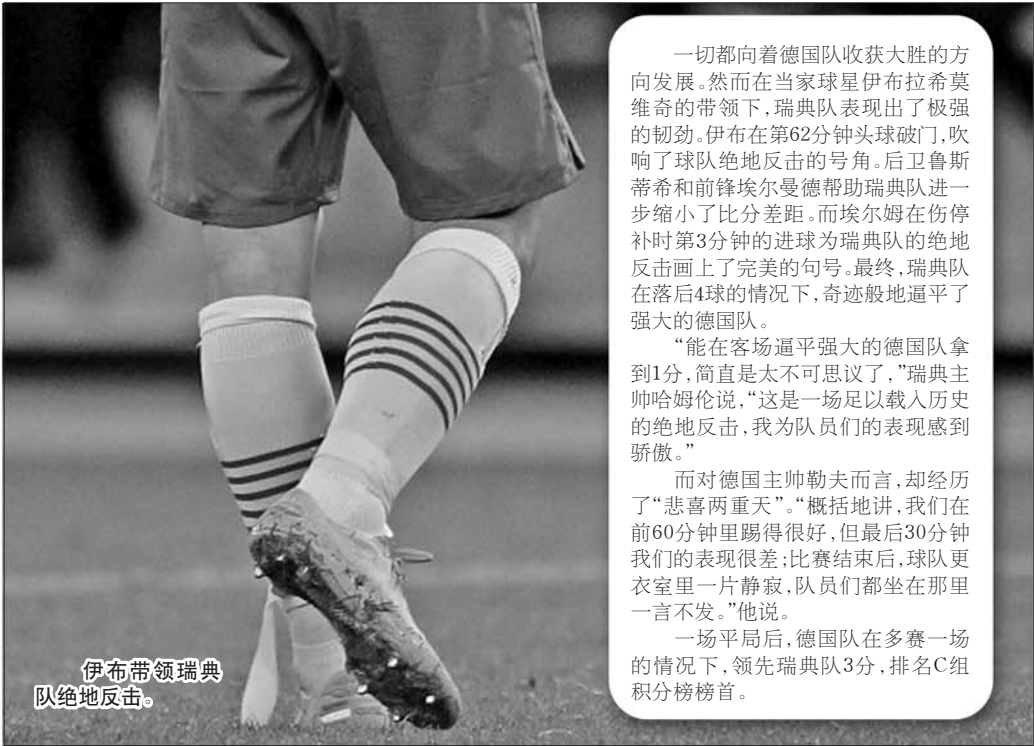 一切都向着德国队收获大胜的方
向发展。然而在当家球星伊布拉希莫
维奇的带领下,瑞典队表现出了极强
的韧劲。伊布在第62分钟头球破门,吹
响了球队绝地反击的号角。后卫鲁斯
蒂希和前锋埃尔曼德帮助瑞典队进一
步缩小了比分差距。而埃尔姆在伤停
补时第3分钟的进球为瑞典队的绝地
反击画上了完美的句号。最终,瑞典队
在落后4球的情况下,奇迹般地逼平了
强大的德国队。
“能在客场逼平强大的德国队拿
到1分,简直是太不可思议了,”瑞典主
帅哈姆伦说,“这是一场足以载入历史
的绝地反击,我为队员们的表现感到
骄傲。”
而对德国主帅勒夫而言,却经历
了“悲喜两重天”。“概括地讲,我们在
前60分钟里踢得很好,但最后30分钟
我们的表现很差;比赛结束后,球队更
衣室里一片静寂,队员们都坐在那里
一言不发。”他说。
一场平局后,德国队在多赛一场
的情况下,领先瑞典队3分,排名C组
积分榜榜首。
伊布带领瑞典
队绝地反击。